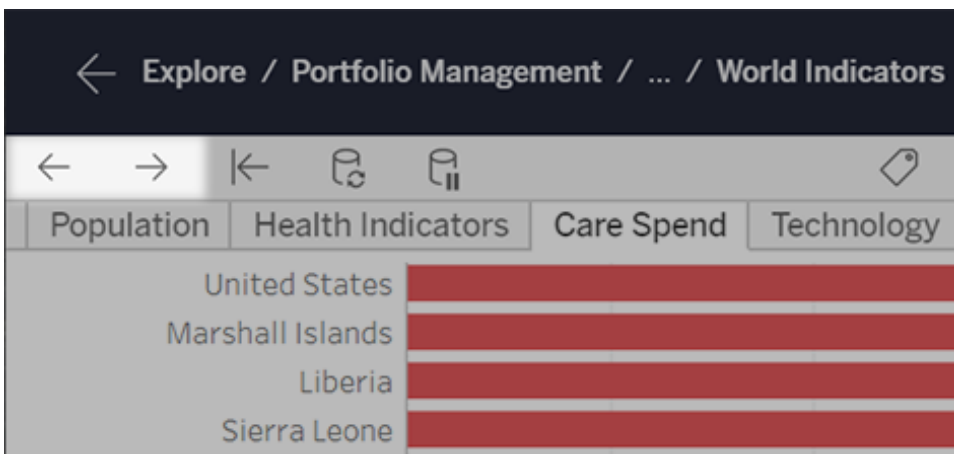 Explore / Portfolio Management / ... / World Indicators
Population Health Indicators Care Spend Technology
United States
Marshall Islands
Liberia
Sierra Leone